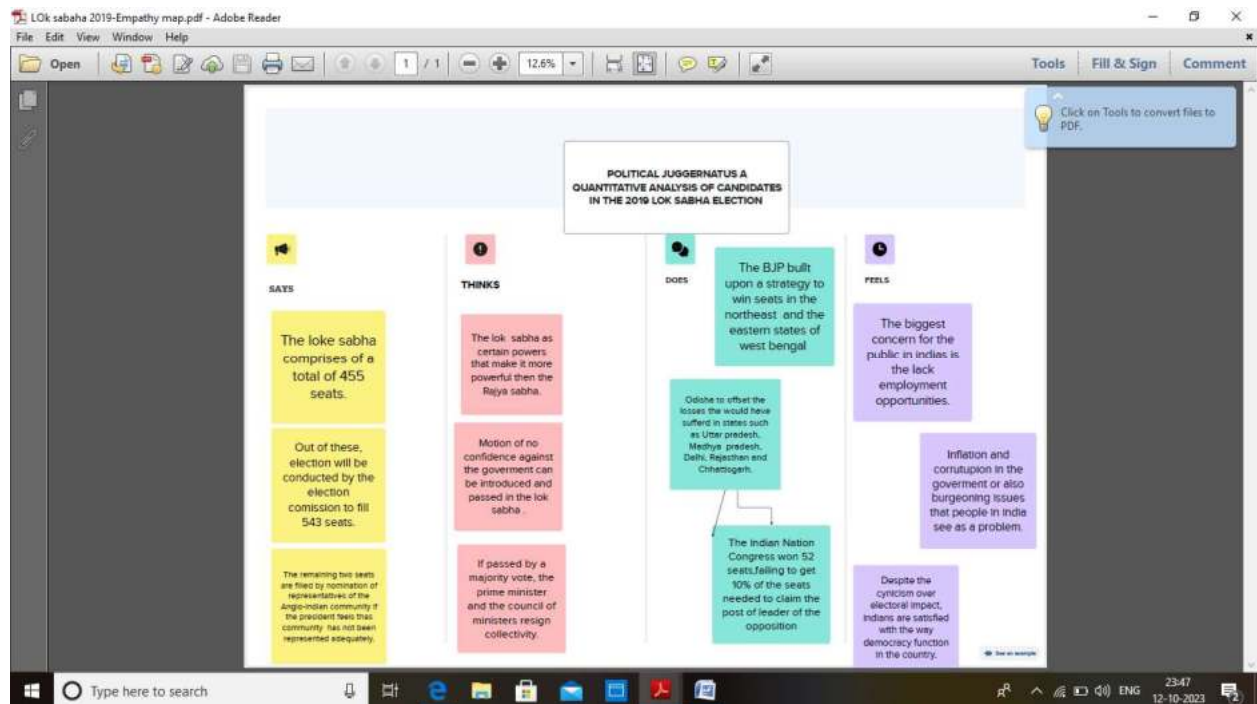 LOk sabaha 2019-Empathy map.pdf - Adobe Reader
File Edit View Window Help
Open
1 / 1
12.6%
Tools Fill & Sign Comment
Click on Tools to convert files to
PDF.
POLITICAL JUGGERNATUS A
QUANTITATIVE ANALYSIS OF CANDIDATES
IN THE 2019 LOK SABHA ELECTION
SAYS
The loke sabha
comprises of a
total of 455
seats.
Out of these,
election will be
conducted by the
election
comission to fill
543 seats.
The remaining two seats
are filled by nomination of
representatives of the
Anglo-indian community if
the president feels thas
community has not been
represented adequately.
THINKS
The lok sabha as
certain powers
that make it more
powerful then the
Rajya sabha.
Motion of no
confidence against
the goverment can
be introduced and
passed in the lok
sabha .
If passed by a
majority vote, the
prime minister
and the council of
ministers resign
collectivity.
DOES
The BJP built
upon a strategy to
win seats in the
northeast and the
eastern states of
west bengal
Odishe to offset the
losses the would have
sufferd in states such
as Utter predesh,
Medhya predesh,
Delhi, Rejesthen and
Chhettisgerh.
The Indian Nation
Congress won 52
seats,failing to get
10% of the seats
needed to claim the
post of leader of the
opposition
FEELS
The biggest
concern for the
public in indias is
the lack
employment
opportunities.
Inflation and
corrutupion in the
goverment or also
burgeoning issues
that people in india
see as a problem.
Despite the
cynicism over
electoral impact,
indians are satisfied
with the way
democracy function
in the country.
See an example
Type here to search
ENG
23:47
12-10-2023
2